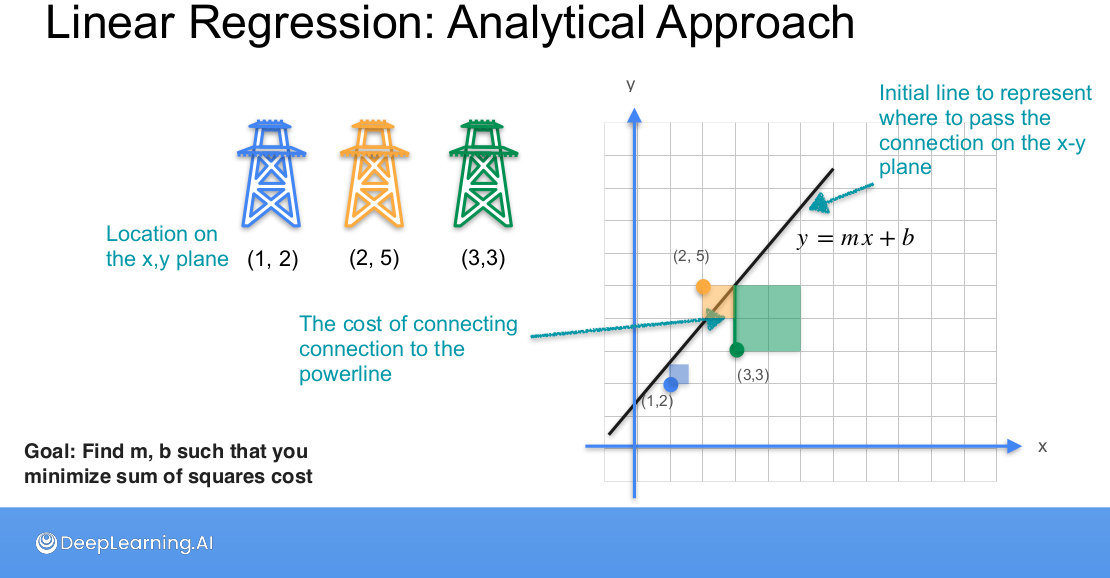 Linear Regression: Analytical Approach
Location on
the x,y plane
(1, 2)
(2, 5)
(3,3)
The cost of connecting
connection to the
powerline
Goal: Find m, b such that you
minimize sum of squares cost
y
Initial line to represent
where to pass the
connection on the x-y
plane
y = mx + b
(2, 5)
(3,3)
(1,2)
x
DeepLearning.AI